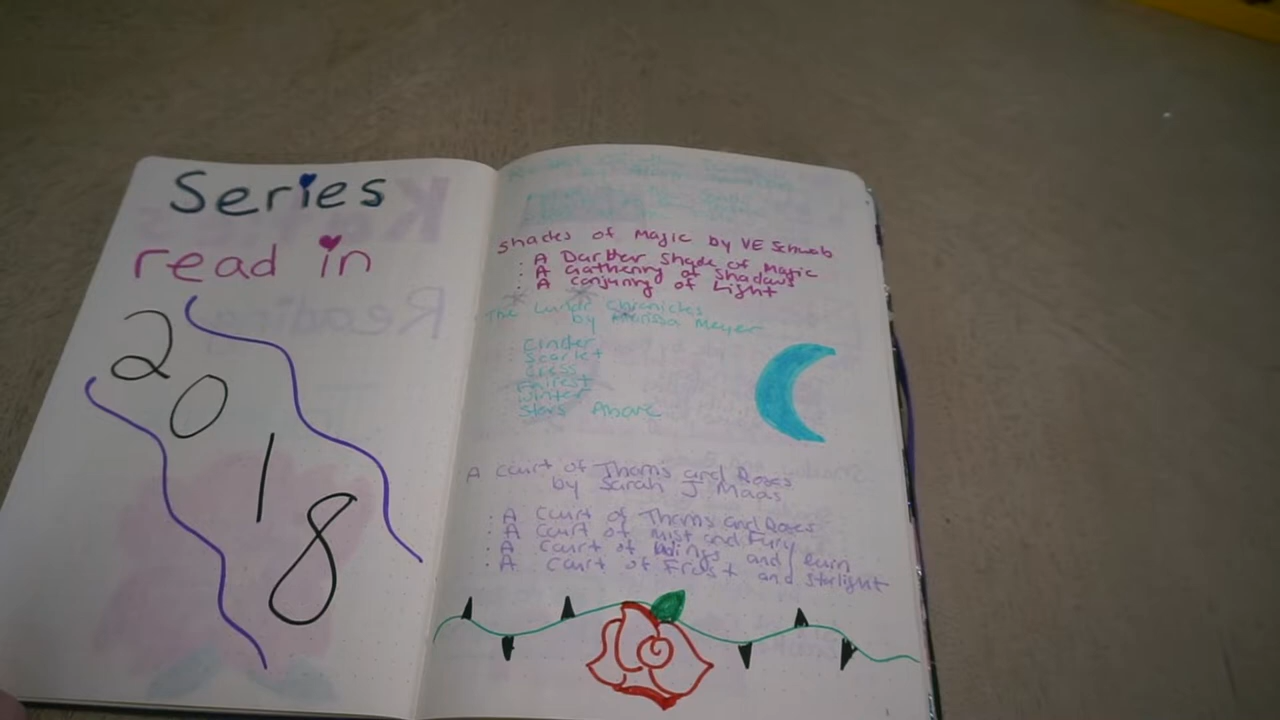 Series
read in
2018
Shades of Magic by VE Schwab
· A Darker Shade of Magic
· A Gathering of Shadows
· A Conjuring of Light
The Lunar Chronicles
by Marissa Meyer
· Cinder
· Scarlet
· Cress
· Fairest
· Winter
· Stars Above
A Court of Thorns and Roses
by Sarah J Maas
· A Court of Thorns and Roses
· A Court of Mist and Fury
· A Court of Wings and Ruin
· A Court of Frost and Starlight